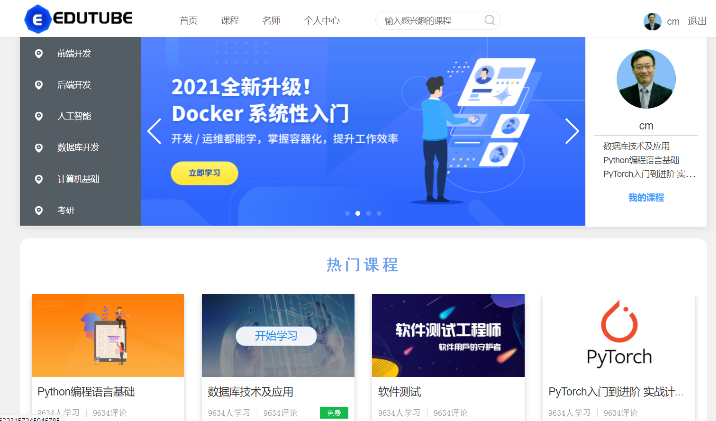 EDUTUBE
首页 课程 名师 个人中心 输入感兴趣的课程 cm 退出
前端开发
后端开发
人工智能
数据库开发
计算机基础
考研
2021全新升级!
Docker 系统性入门
开发 / 运维都能学，掌握容器化，提升工作效率
立即学习
cm
数据库技术及应用
Python编程语言基础
PyTorch入门到进阶 实...
我的课程
热门课程
开始学习
软件测试工程师
软件用户的守护者
PyTorch
Python编程语言基础
9634人学习 | 9634评论
数据库技术及应用
9634人学习 | 9634评论 免费
软件测试
9634人学习 | 9634评论
PyTorch入门到进阶 实战计...
9634人学习 | 9634评论